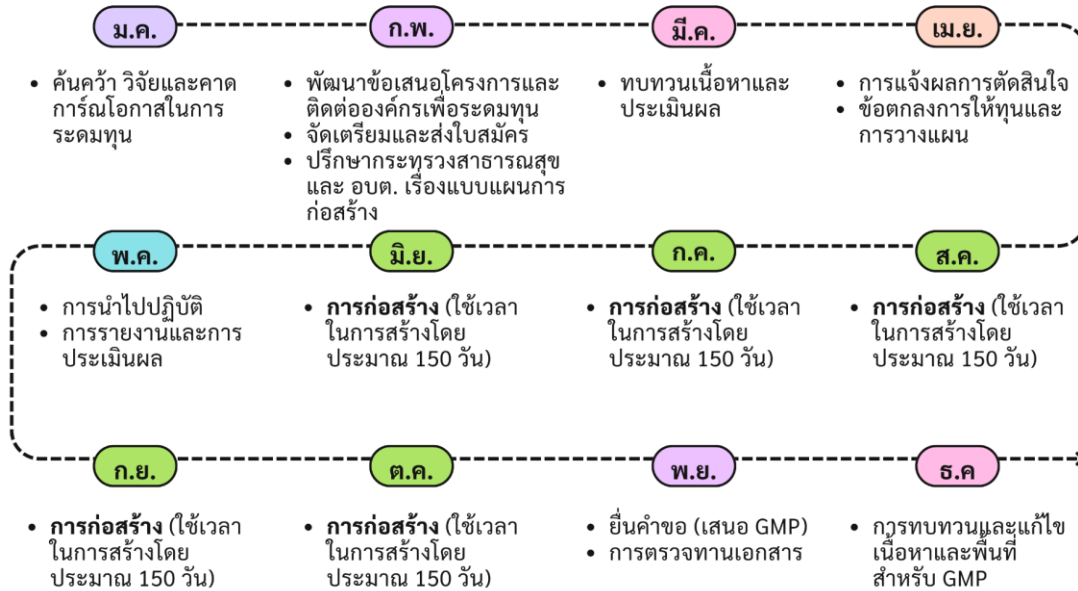 ม.ค.
ก.พ.
มี.ค.
เม.ย.
• ค้นคว้า วิจัยและคาด
การ์ณโอกาสในการ
ระดมทุน
• พัฒนาข้อเสนอโครงการและ
ติดต่อองค์กรเพื่อระดมทุน
• จัดเตรียมและส่งใบสมัคร
• ปรึกษากระทรวงสาธารณสุข
และ อบต. เรื่องแบบแผนการ
ก่อสร้าง
• ทบทวนเนื้อหาและ
ประเมินผล
• การแจ้งผลการตัดสินใจ
• ข้อตกลงการให้ทุนและ
การวางแผน
พ.ค.
มิ.ย.
ก.ค.
ส.ค.
• การนำไปปฏิบัติ
• การรายงานและการ
ประเมินผล
• การก่อสร้าง (ใช้เวลา
ในการสร้างโดย
ประมาณ 150 วัน)
• การก่อสร้าง (ใช้เวลา
ในการสร้างโดย
ประมาณ 150 วัน)
• การก่อสร้าง (ใช้เวลา
ในการสร้างโดย
ประมาณ 150 วัน)
ก.ย.
ต.ค.
พ.ย.
ธ.ค
• การก่อสร้าง (ใช้เวลา
ในการสร้างโดย
ประมาณ 150 วัน)
• การก่อสร้าง (ใช้เวลา
ในการสร้างโดย
ประมาณ 150 วัน)
• ยื่นคำขอ (เสนอ GMP)
• การตรวจทานเอกสาร
• การทบทวนและแก้ไข
เนื้อหาและพื้นที่
สำหรับ GMP